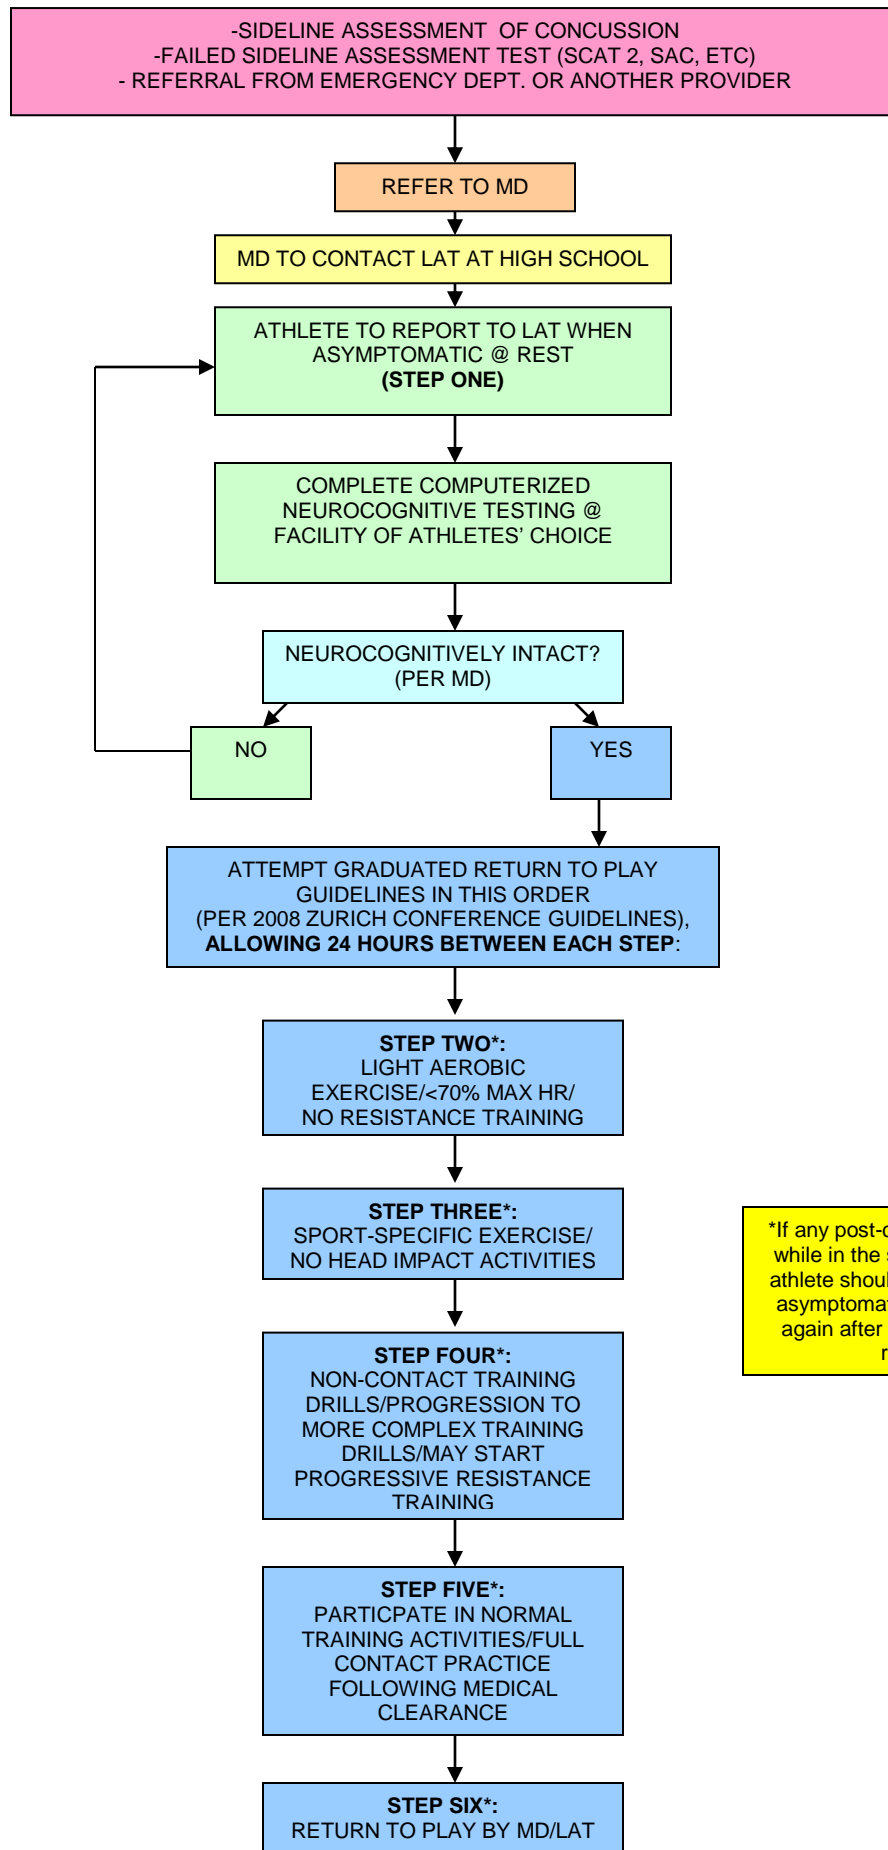 -SIDELINE ASSESSMENT OF CONCUSSION
-FAILED SIDELINE ASSESSMENT TEST (SCAT 2, SAC, ETC)
- REFERRAL FROM EMERGENCY DEPT. OR ANOTHER PROVIDER
REFER TO MD
MD TO CONTACT LAT AT HIGH SCHOOL
ATHLETE TO REPORT TO LAT WHEN
ASYMPTOMATIC @ REST
(STEP ONE)
COMPLETE COMPUTERIZED
NEUROCOGNITIVE TESTING @
FACILITY OF ATHLETES’ CHOICE
NEUROCOGNITIVELY INTACT?
(PER MD)
NO
YES
ATTEMPT GRADUATED RETURN TO PLAY
GUIDELINES IN THIS ORDER
(PER 2008 ZURICH CONFERENCE GUIDELINES),
ALLOWING 24 HOURS BETWEEN EACH STEP:
STEP TWO*:
LIGHT AEROBIC
EXERCISE/<70% MAX HR/
NO RESISTANCE TRAINING
STEP THREE*:
SPORT-SPECIFIC EXERCISE/
NO HEAD IMPACT ACTIVITIES
*If any post-
while in the
athlete
again after
STEP FOUR*:
NON-CONTACT TRAINING
DRILLS/PROGRESSION TO
MORE COMPLEX TRAINING
DRILLS/MAY START
PROGRESSIVE RESISTANCE
TRAINING
STEP FIVE*:
PARTICPATE IN NORMAL
TRAINING ACTIVITIES/FULL
CONTACT PRACTICE
FOLLOWING MEDICAL
CLEARANCE
STEP SIX*:
RETURN TO PLAY BY MD/LAT